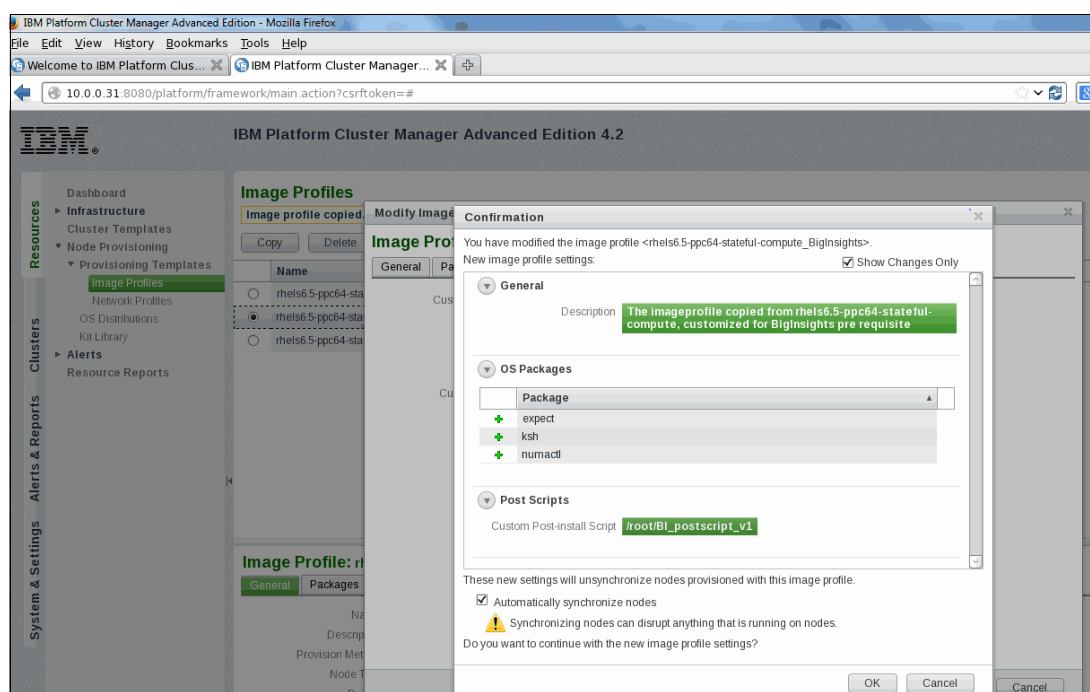 IBM Platform Cluster Manager Advanced Edition - Mozilla Firefox
File Edit View History Bookmarks Tools Help
Welcome to IBM Platform Clus...
IBM Platform Cluster Manager...
10.0.0.31:8080/platform/framework/main.action?csrftoken=#
IBM
IBM Platform Cluster Manager Advanced Edition 4.2
Resources
Clusters
Alerts & Reports
System & Settings
Dashboard
Infrastructure
Cluster Templates
Node Provisioning
Provisioning Templates
Image Profiles
Network Profiles
OS Distributions
Kit Library
Alerts
Resource Reports
Image Profiles
Image profile copied.
Copy Delete
Name
rhels6.5-ppc64-sta
rhels6.5-ppc64-sta
rhels6.5-ppc64-sta
Image Profile: rh
General Packages
Na
Descrip
Provision Met
Node T
Modify Image
Image Prof
General Pa
Cus
Cu
Cancel
Confirmation
You have modified the image profile <rhels6.5-ppc64-stateful-compute_BigInsights>.
New image profile settings:
Show Changes Only
General
Description The imageprofile copied from rhels6.5-ppc64-stateful-
compute, customized for BigInsights pre requisite
OS Packages
Package
expect
ksh
numactl
Post Scripts
Custom Post-install Script /root/BI_postscript_v1
These new settings will unsynchronize nodes provisioned with this image profile.
Automatically synchronize nodes
Synchronizing nodes can disrupt anything that is running on nodes.
Do you want to continue with the new image profile settings?
OK Cancel